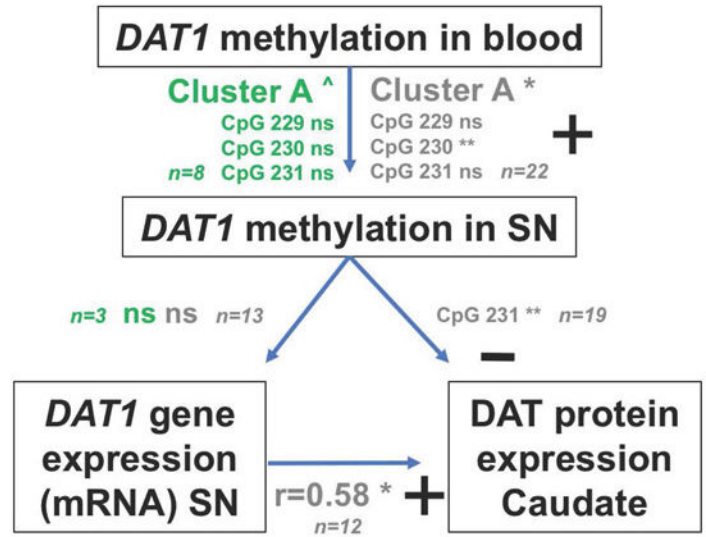 DAT1 methylation in blood
Cluster A ^ Cluster A *
CpG 229 ns CpG 229 ns
CpG 230 ns CpG 230 ** +
n=8 CpG 231 ns CpG 231 ns n=22
DAT1 methylation in SN
n=3 ns ns n=13 CpG 231 ** n=19
−
DAT1 gene
expression
(mRNA) SN
r=0.58 * +
n=12
DAT protein
expression
Caudate